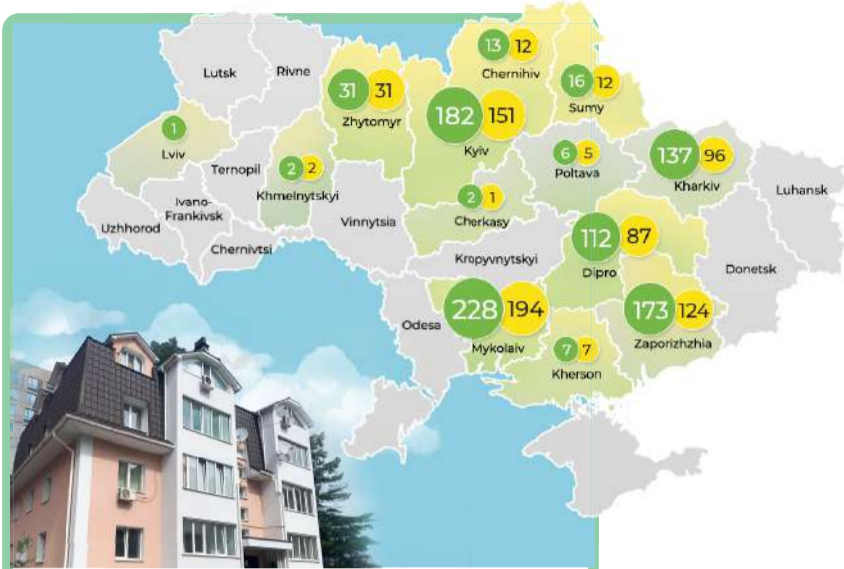 13 12
Chernihiv
Lutsk
Rivne
31 31
Zhytomyr
16 12
Sumy
182 151
Kyiv
1
Lviv
6 5
Poltava
137 96
Kharkiv
Ternopil
2 2
Khmelnytskyi
Luhansk
2 1
Cherkasy
Ivano-
Frankivsk
Uzhhorod
Vinnytsia
Chernivtsi
112 87
Dipro
Kropyvnytskyi
Donetsk
228 194
Mykolaiv
Odesa
173 124
Zaporizhzhia
7 7
Kherson